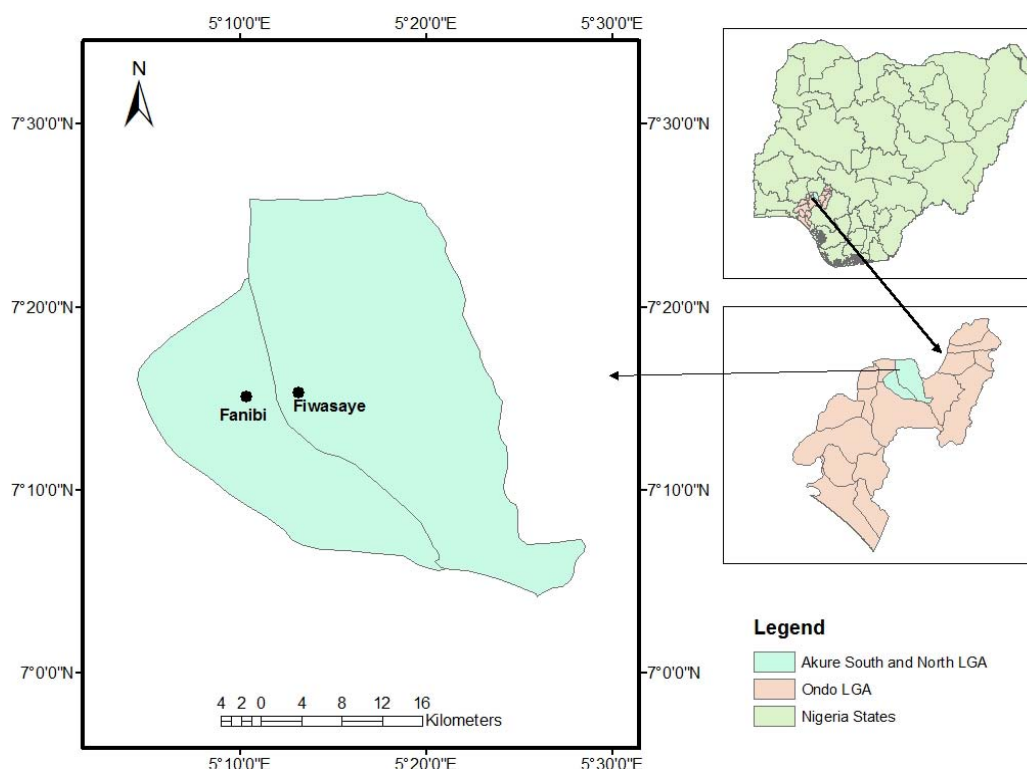 5°10'0"E 5°20'0"E 5°30'0"E
N
7°30'0"N 7°30'0"N
7°20'0"N 7°20'0"N
Fanibi Fiwasaye
7°10'0"N 7°10'0"N
7°0'0"N 7°0'0"N
4 2 0 4 8 12 16
Kilometers
5°10'0"E 5°20'0"E 5°30'0"E
Legend
Akure South and North LGA
Ondo LGA
Nigeria States